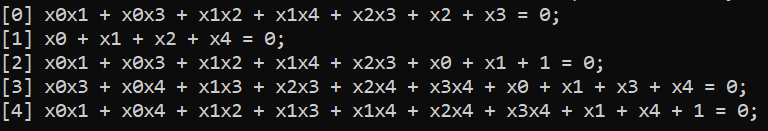 [0] x0x1 + x0x3 + x1x2 + x1x4 + x2x3 + x2 + x3 = 0;
[1] x0 + x1 + x2 + x4 = 0;
[2] x0x1 + x0x3 + x1x2 + x1x4 + x2x3 + x0 + x1 + 1 = 0;
[3] x0x3 + x0x4 + x1x3 + x2x3 + x2x4 + x3x4 + x0 + x1 + x3 + x4 = 0;
[4] x0x1 + x0x4 + x1x2 + x1x3 + x1x4 + x2x4 + x3x4 + x1 + x4 + 1 = 0;